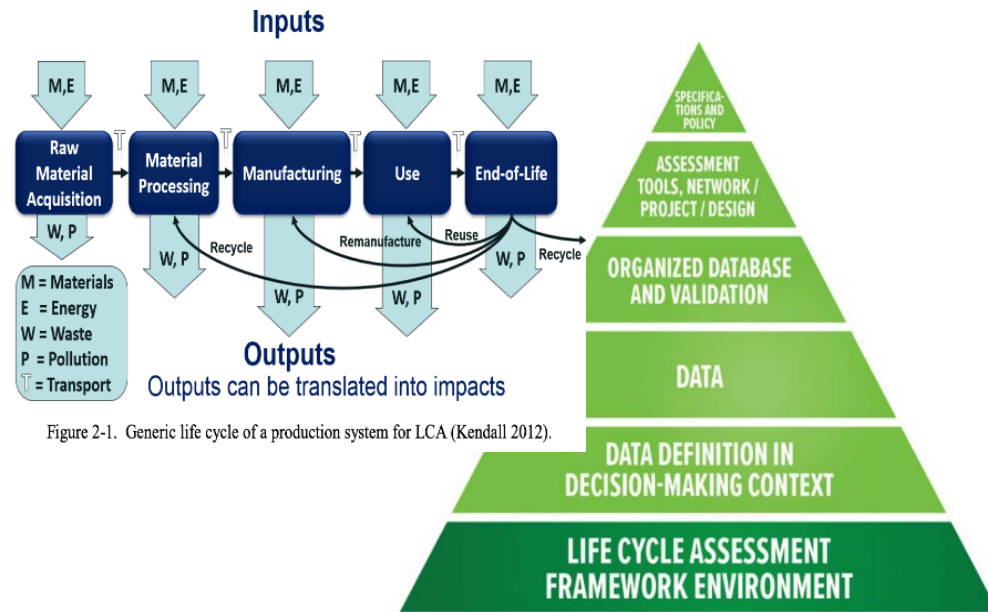 Inputs
M,E
M,E
M,E
M,E
M,E
Raw
Material
Acquisition
T
Material
Processing
T
Manufacturing
T
Use
T
End-of-Life
W, P
W, P
W, P
W, P
W, P
Recycle
Remanufacture
Reuse
Recycle
M = Materials
E = Energy
W = Waste
P = Pollution
T = Transport
Outputs
Outputs can be translated into impacts
Figure 2-1. Generic life cycle of a production system for LCA (Kendall 2012).
SPECIFICA-
TIONS AND
POLICY
ASSESSMENT
TOOLS, NETWORK /
PROJECT / DESIGN
ORGANIZED DATABASE
AND VALIDATION
DATA
DATA DEFINITION IN
DECISION-MAKING CONTEXT
LIFE CYCLE ASSESSMENT
FRAMEWORK ENVIRONMENT